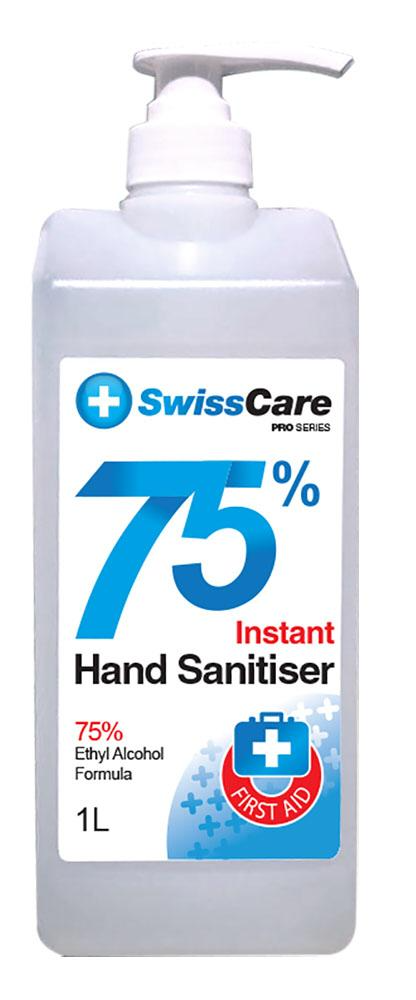 SwissCare
PRO SERIES
75%
Instant
Hand Sanitiser
75%
Ethyl Alcohol
Formula
1L
FIRST AID